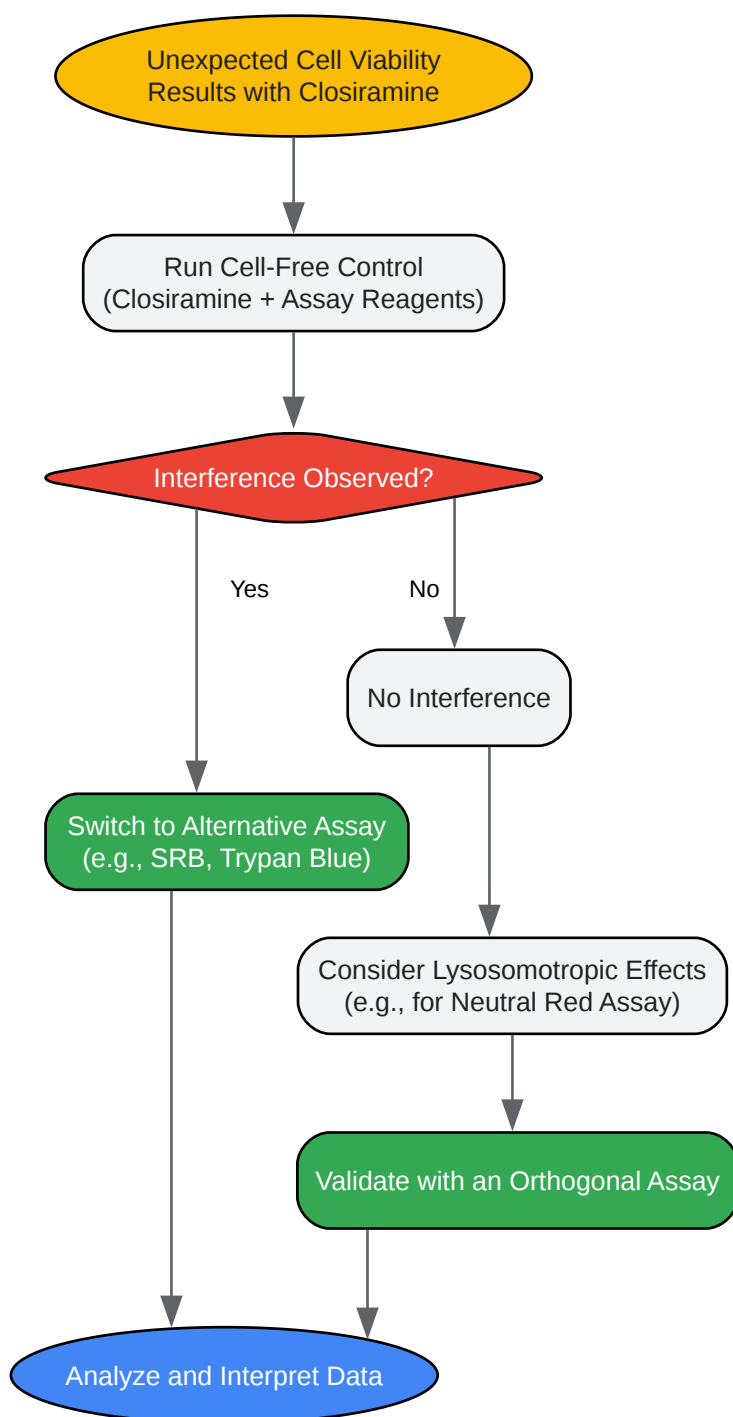 Unexpected Cell Viability
Results with Closiramine
Run Cell-Free Control
(Closiramine + Assay Reagents)
Interference Observed?
Yes
No
No Interference
Switch to Alternative Assay
(e.g., SRB, Trypan Blue)
Consider Lysosomotropic Effects
(e.g., for Neutral Red Assay)
Validate with an Orthogonal Assay
Analyze and Interpret Data